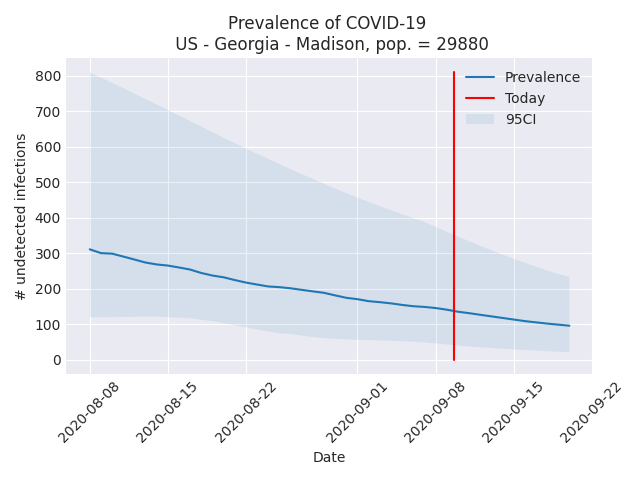 Prevalence of COVID-19
US - Georgia - Madison, pop. = 29880
Prevalence
Today
95CI
# undetected infections
800
700
600
500
400
300
200
100
0
2020-08-08
2020-08-15
2020-08-22
2020-09-01
2020-09-08
2020-09-15
2020-09-22
Date